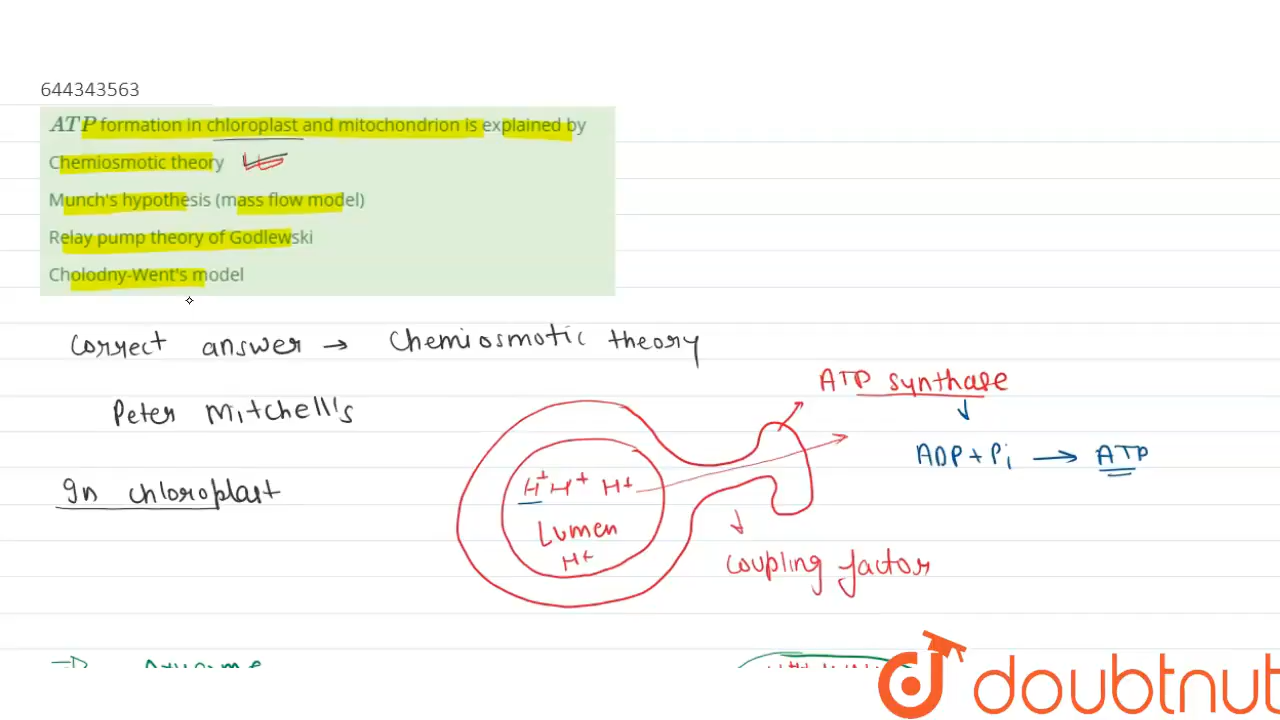 644343563
ATP formation in chloroplast and mitochondrion is explained by
Chemiosmotic theory
Munch's hypothesis (mass flow model)
Relay pump theory of Godlewski
Cholodny-Went's model
Correct answer → Chemiosmotic theory
Peter Mitchell's
In chloroplast
ATP synthase
ADP + Pi → ATP
H+ H+ H+
Lumen
H+
Coupling factor
doubtnut